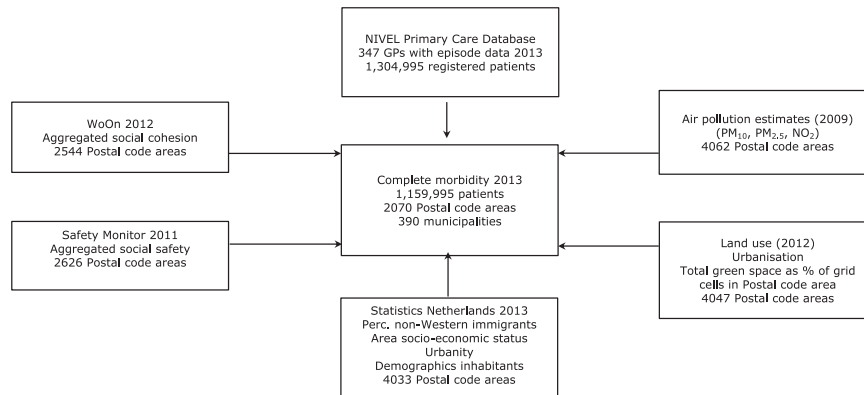 NIVEL Primary Care Database
347 GPs with episode data 2013
1,304,995 registered patients
WoOn 2012
Aggregated social cohesion
2544 Postal code areas
Air pollution estimates (2009)
(PM₁₀, PM₂.₅, NO₂)
4062 Postal code areas
Complete morbidity 2013
1,159,995 patients
2070 Postal code areas
390 municipalities
Safety Monitor 2011
Aggregated social safety
2626 Postal code areas
Land use (2012)
Urbanisation
Total green space as % of grid
cells in Postal code area
4047 Postal code areas
Statistics Netherlands 2013
Perc. non-Western immigrants
Area socio-economic status
Urbanity
Demographics inhabitants
4033 Postal code areas